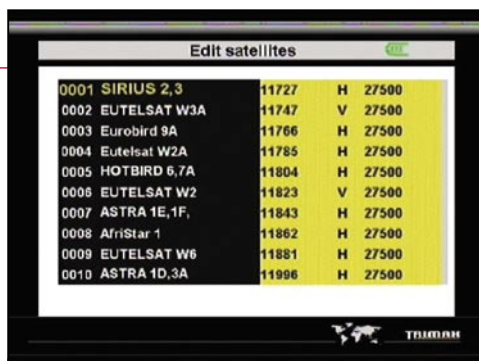 Edit satellites
0001 SIRIUS 2,3 11727 H 27500
0002 EUTELSAT W3A 11747 V 27500
0003 Eurobird 9A 11766 H 27500
0004 Eutelsat W2A 11785 H 27500
0005 HOTBIRD 6,7A 11804 H 27500
0006 EUTELSAT W2 11823 V 27500
0007 ASTRA 1E,1F, 11843 H 27500
0008 AfriStar 1 11862 H 27500
0009 EUTELSAT W6 11881 H 27500
0010 ASTRA 1D,3A 11996 H 27500
TRIMAX